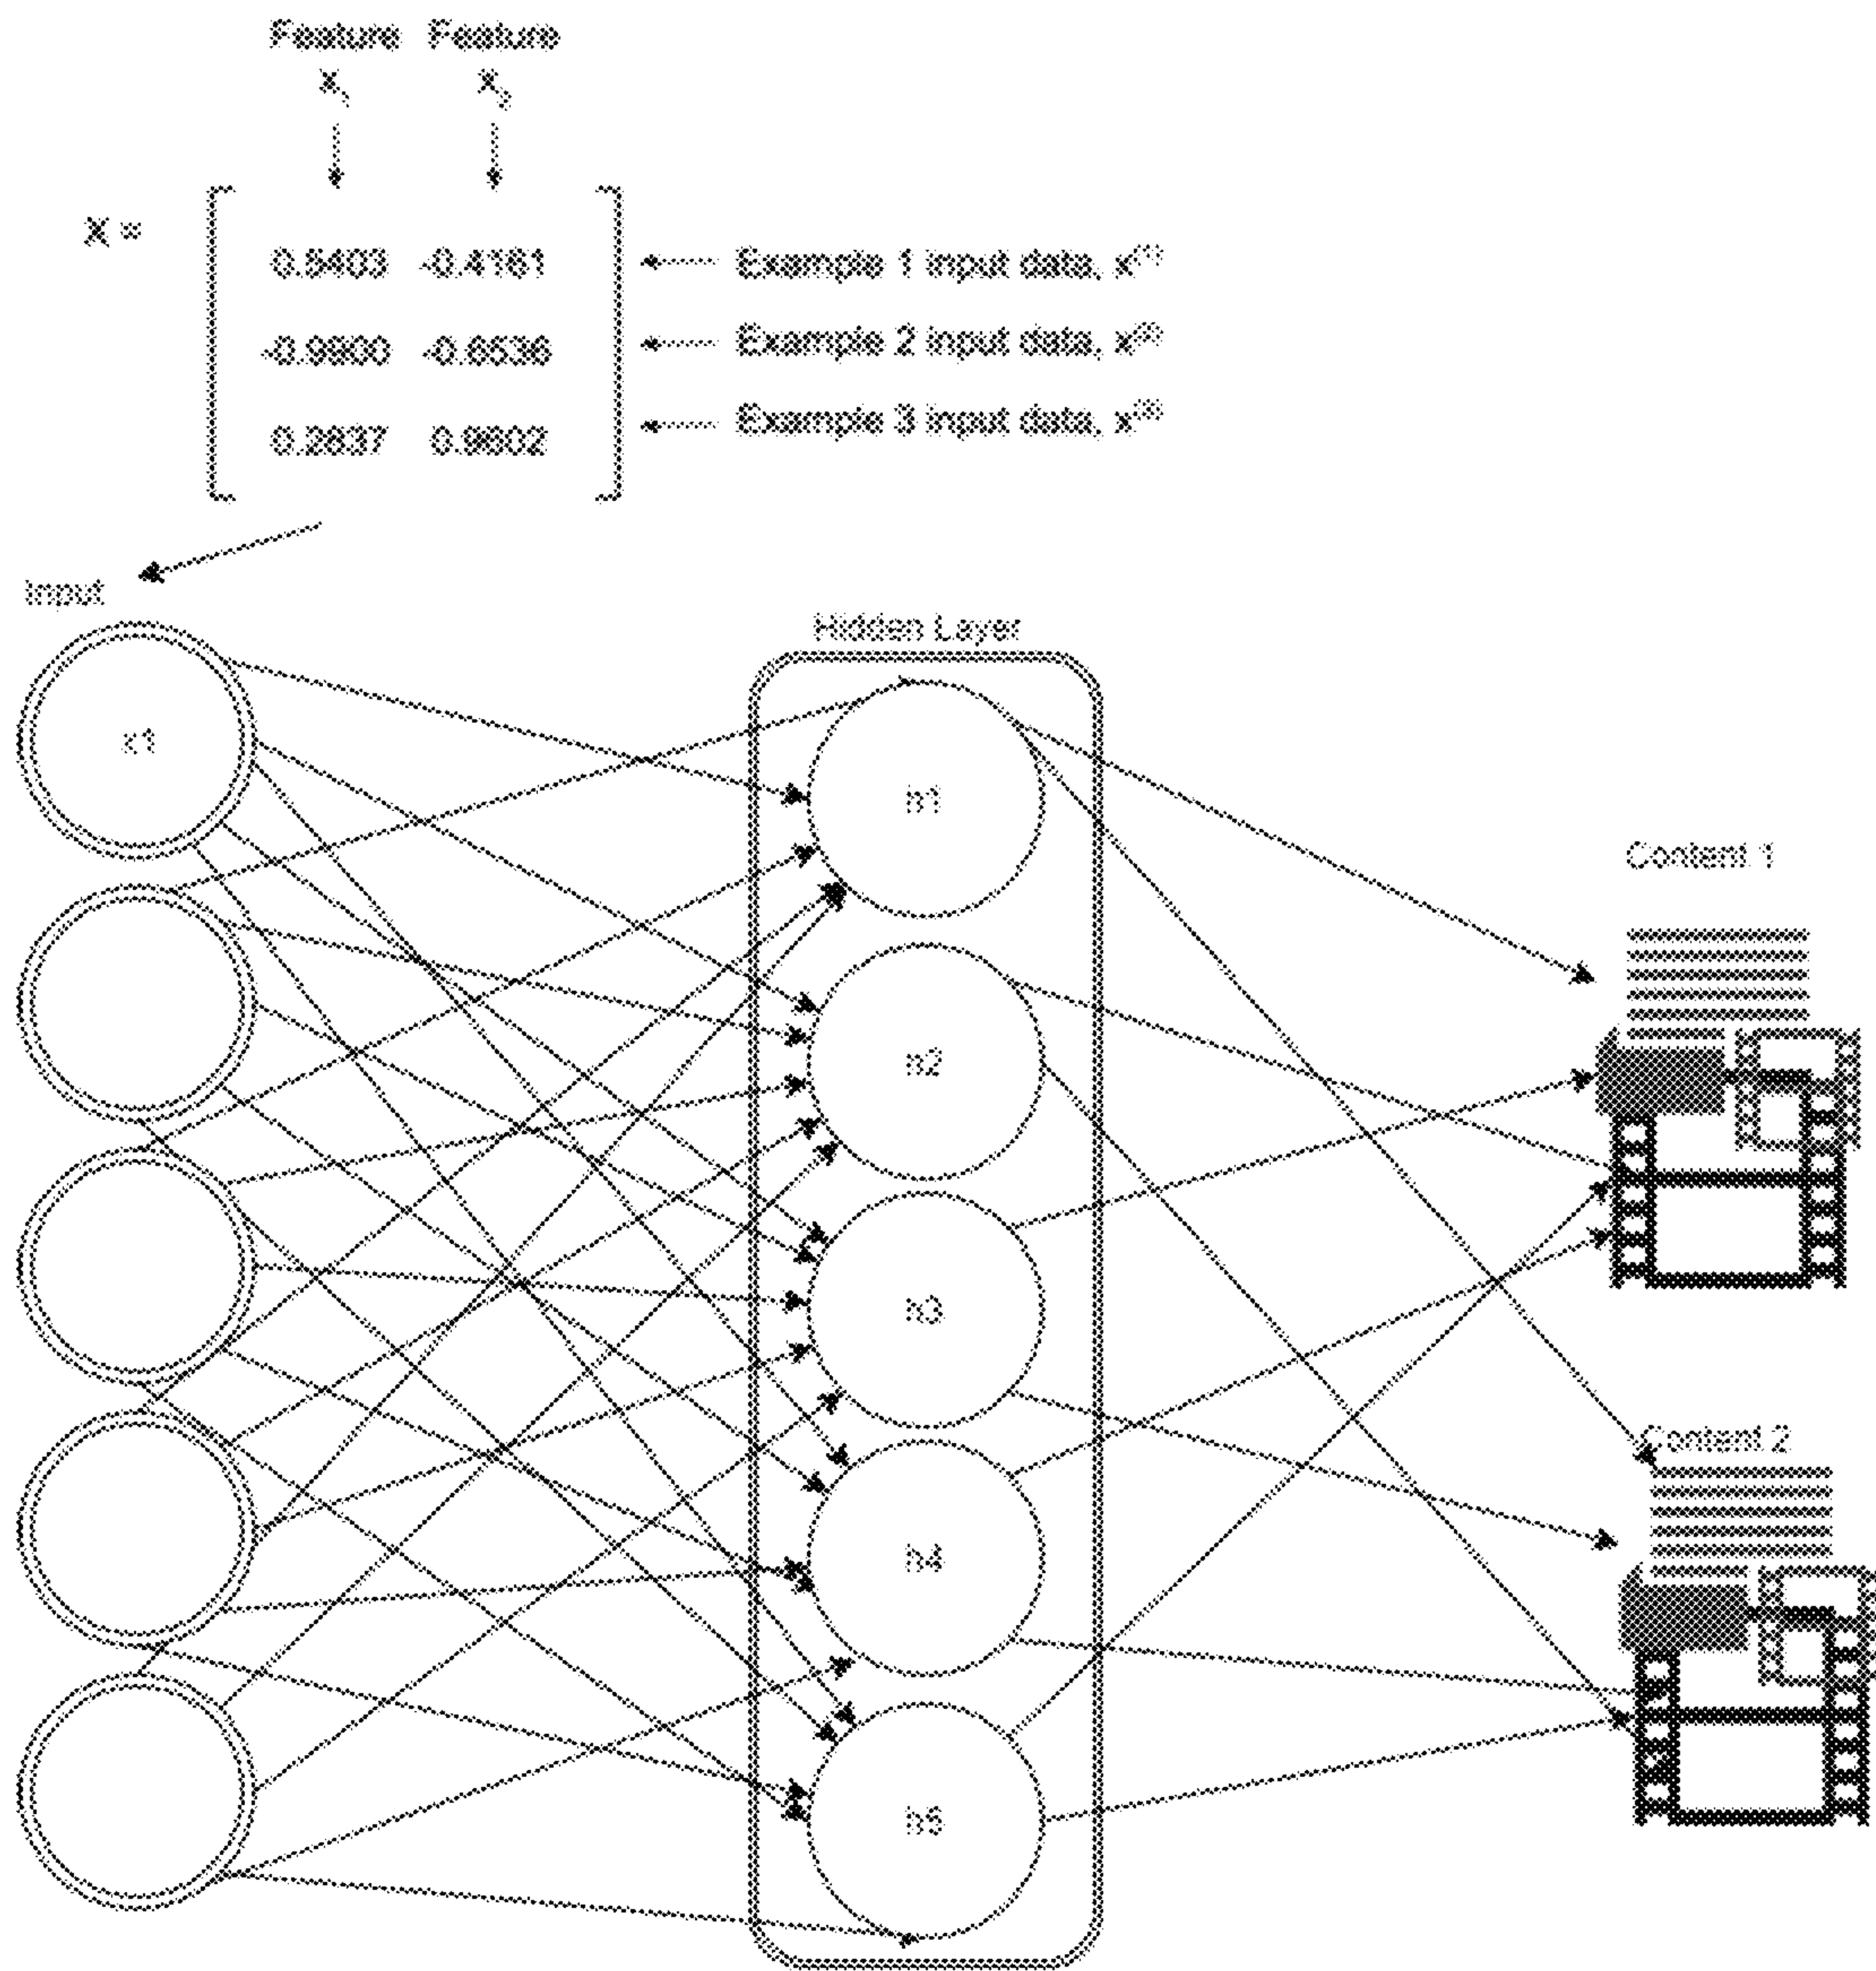 Feature Feature
x₁ x₂
X =
0.5403 -0.4161
Example 1 input data, x⁽¹⁾
-0.9900 -0.6536
Example 2 input data, x⁽²⁾
0.2837 0.9602
Example 3 input data, x⁽³⁾
Input
Hidden Layer
x1
h1
Content 1
h2
h3
Content 2
h4
h5